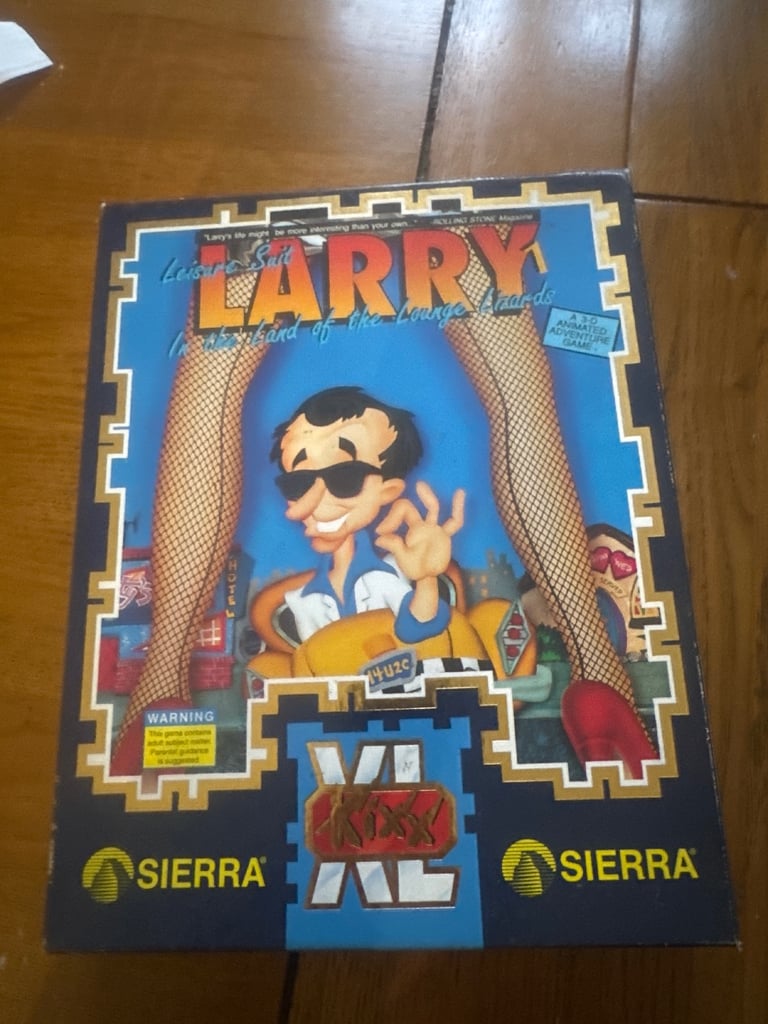 "Larry's life might be more interesting than your own..." -ROLLING STONE Magazine
Leisure Suit
LARRY
In the Land of the Lounge Lizards
A 3-D
ANIMATED
ADVENTURE
GAME
HOTEL
14U2C
WARNING
This game contains
adult subject matter.
Parental guidance
is suggested
XL
Kixx
XL
SIERRA®
SIERRA®